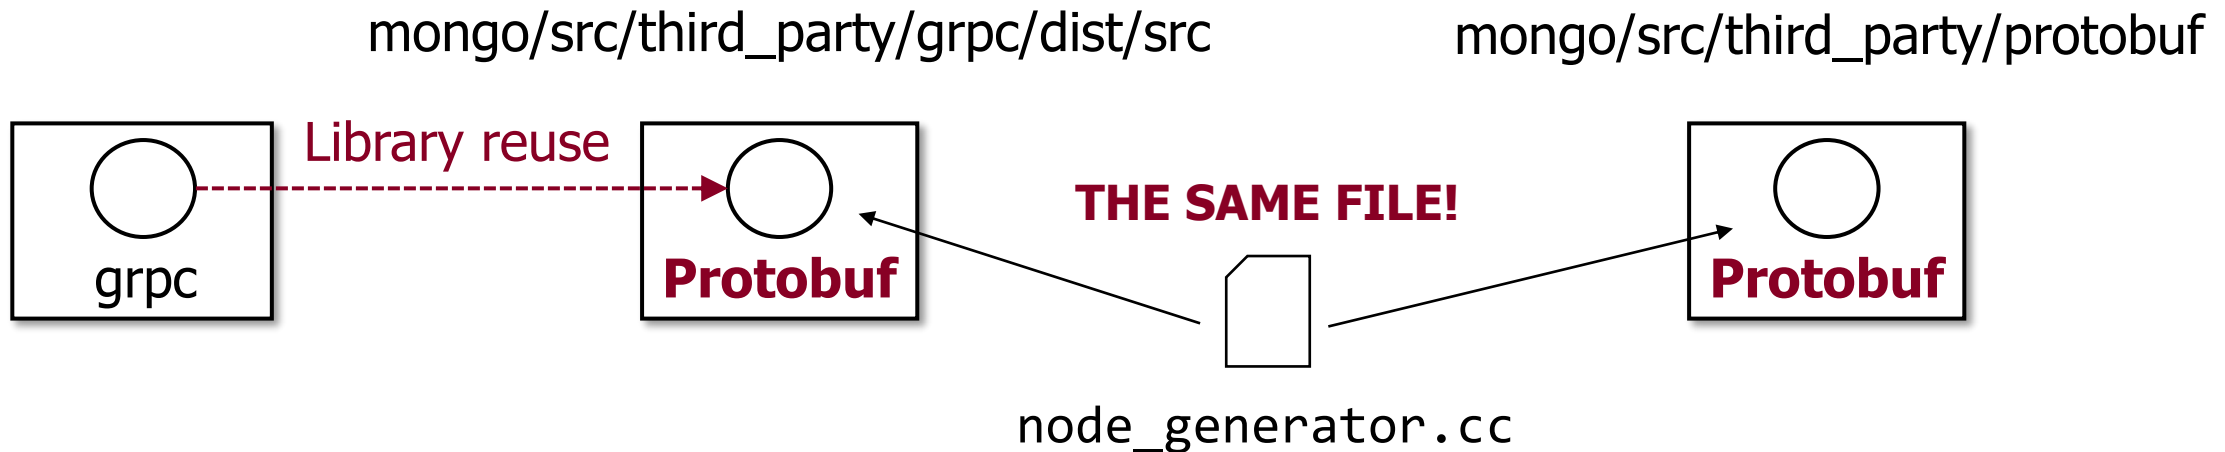 mongo/src/third_party/grpc/dist/src
mongo/src/third_party/protobuf
Library reuse
grpc
Protobuf
THE SAME FILE!
Protobuf
node_generator.cc